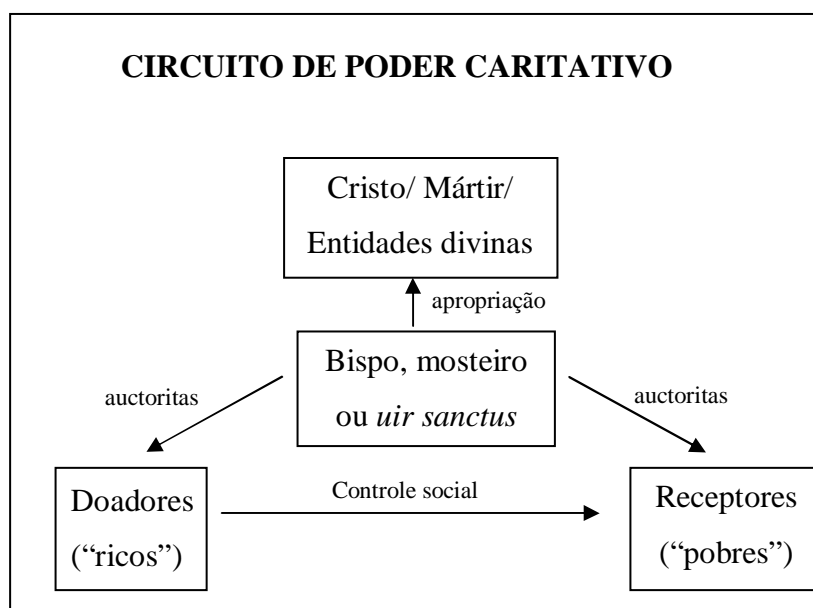 CIRCUITO DE PODER CARITATIVO
Cristo/ Mártir/
Entidades divinas
apropriação
Bispo, mosteiro
ou uir sanctus
auctoritas
auctoritas
Doadores
(“ricos”)
Controle social
Receptores
(“pobres”)